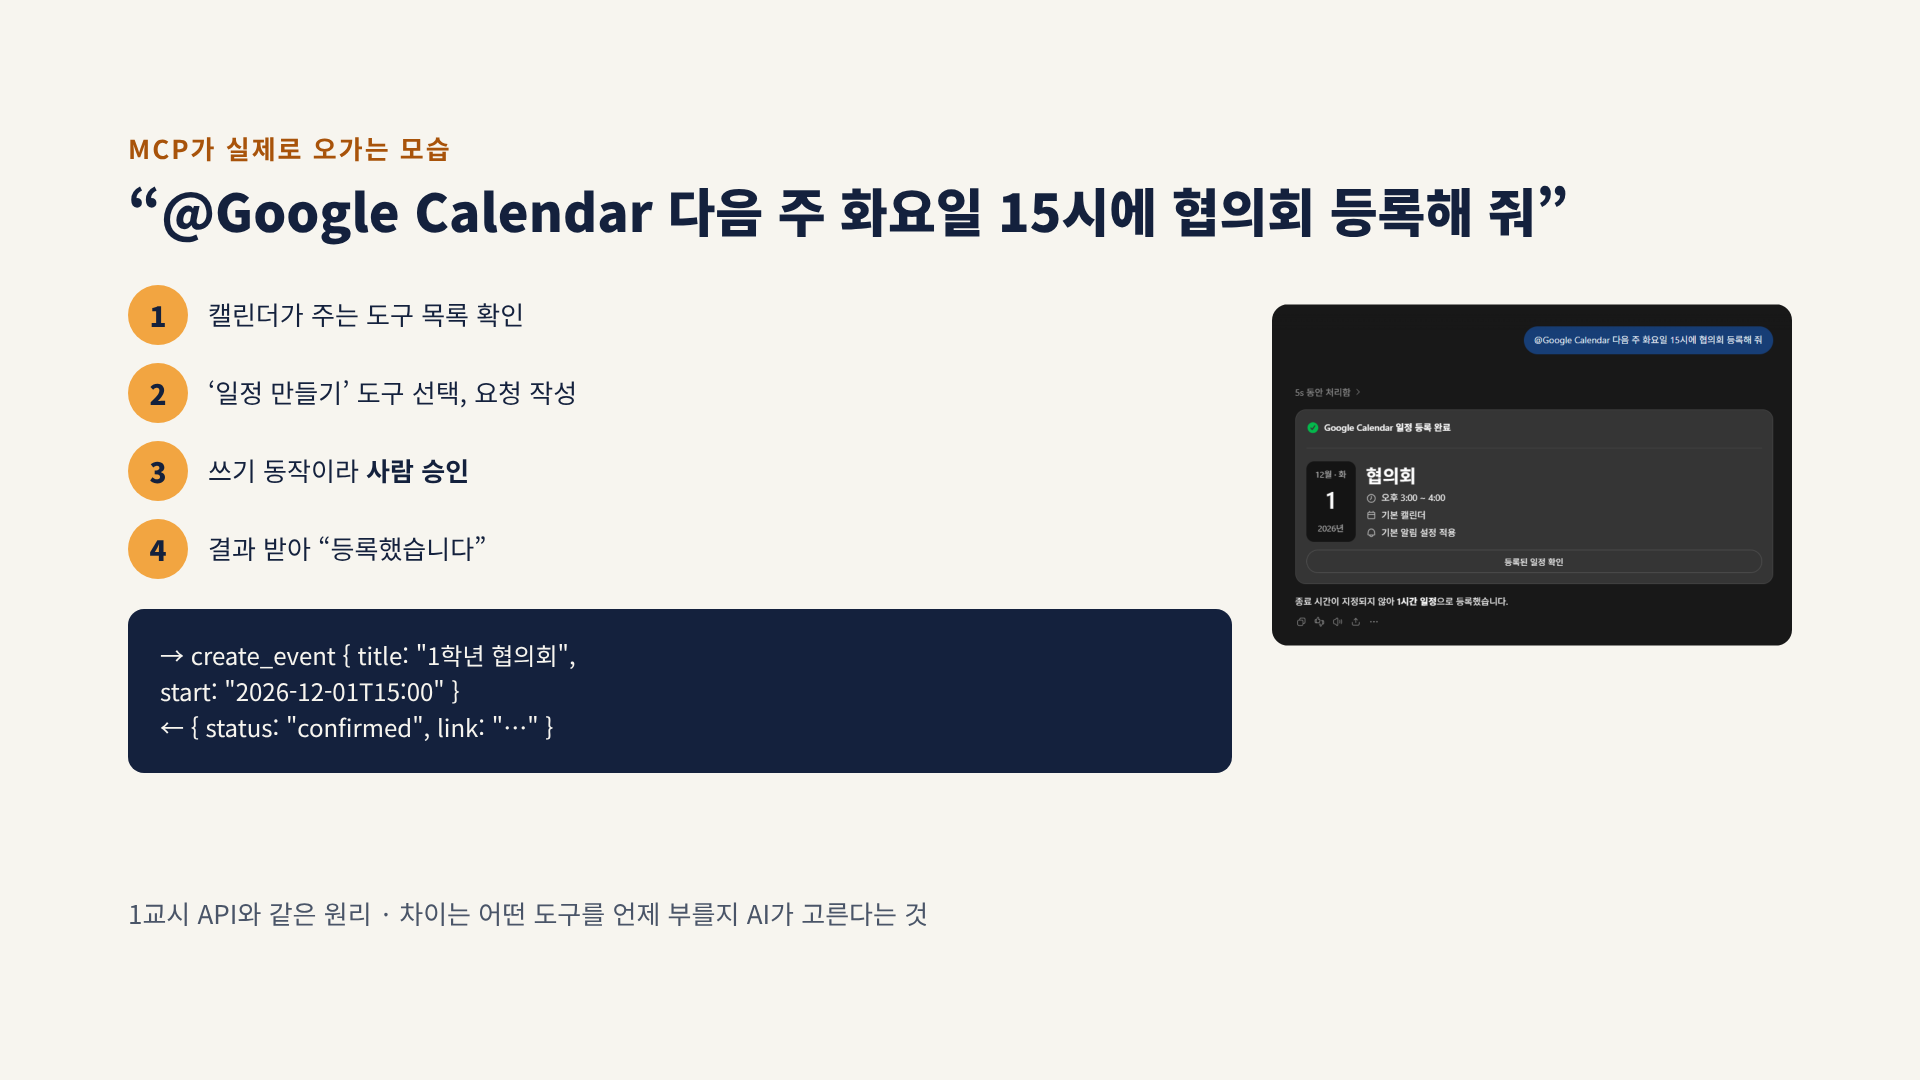 MCP가 실제로 오가는 모습
“@Google Calendar 다음 주 화요일 15시에 협의회 등록해 줘”
1 캘린더가 주는 도구 목록 확인
2 ‘일정 만들기’ 도구 선택, 요청 작성
3 쓰기 동작이라 사람 승인
4 결과 받아 “등록했습니다”
→ create_event { title: "1학년 협의회",
start: "2026-12-01T15:00" }
← { status: "confirmed", link: "…" }
@Google Calendar 다음 주 화요일 15시에 협의회 등록해 줘
5s 동안 처리함 >
Google Calendar 일정 등록 완료
12월 · 화
1
2026년
협의회
오후 3:00 ~ 4:00
기본 캘린더
기본 알림 설정 적용
등록된 일정 확인
종료 시간이 지정되지 않아 1시간 일정으로 등록했습니다.
1교시 API와 같은 원리 · 차이는 어떤 도구를 언제 부를지 AI가 고른다는 것